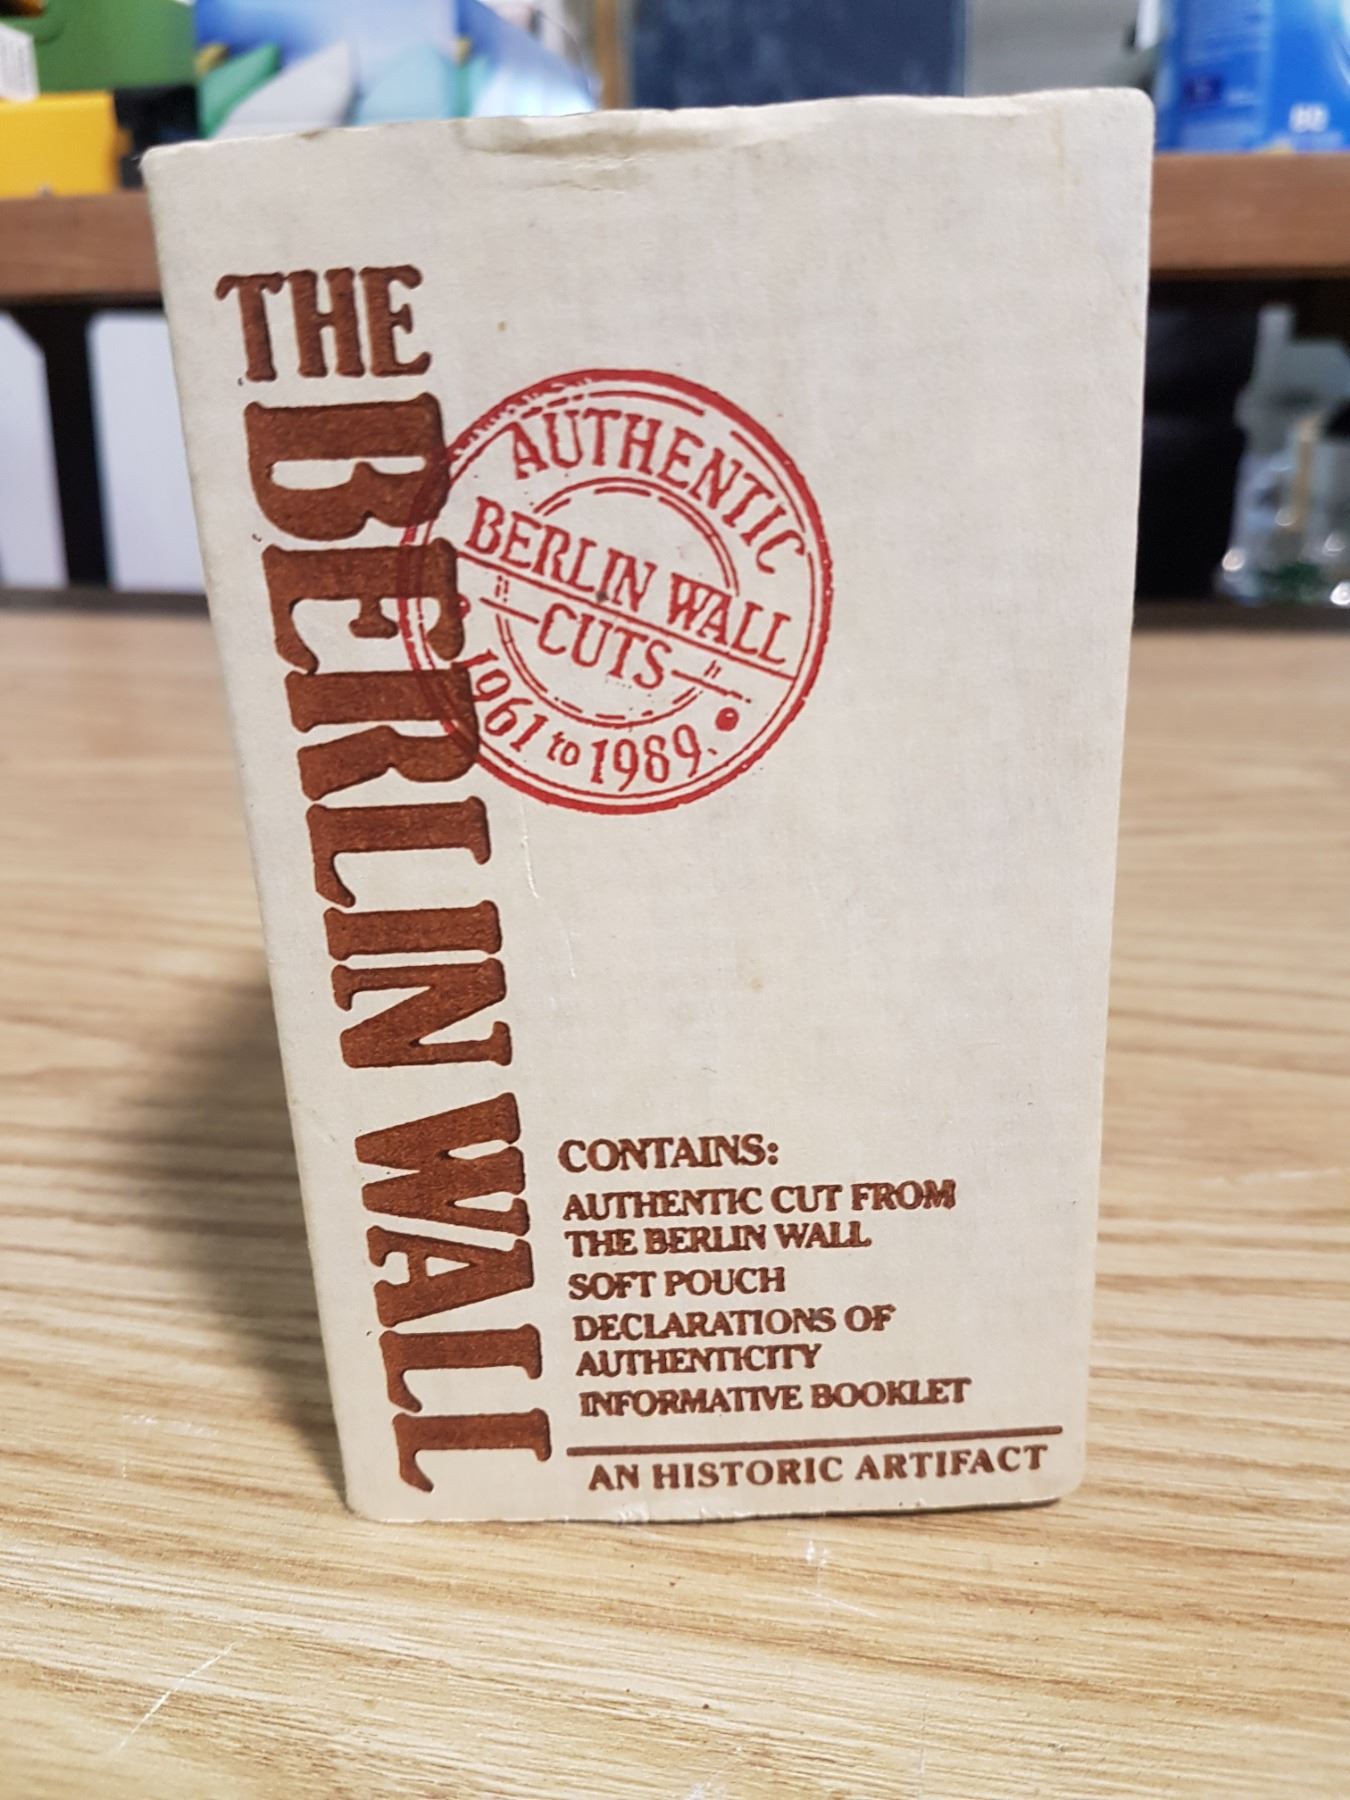 THE
BERLIN WALL
AUTHENTIC
BERLIN WALL
CUTS
1961 to 1989.
CONTAINS:
AUTHENTIC CUT FROM
THE BERLIN WALL
SOFT POUCH
DECLARATIONS OF
AUTHENTICITY
INFORMATIVE BOOKLET
AN HISTORIC ARTIFACT
80